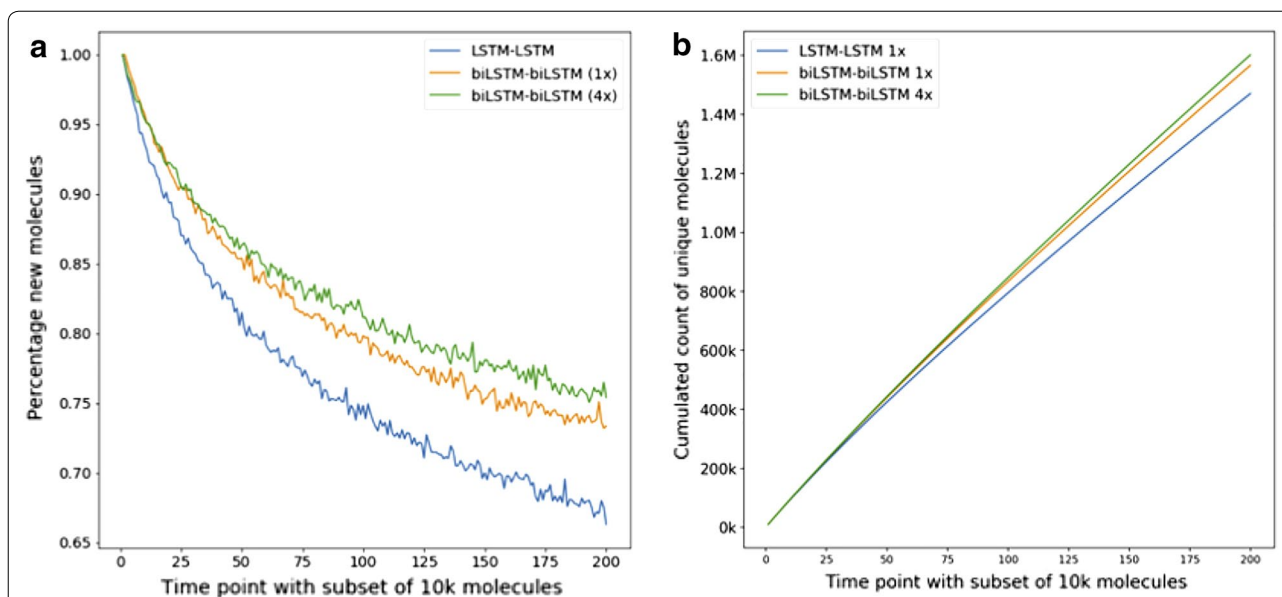 a
1.00
0.95
0.90
0.85
0.80
0.75
0.70
0.65
Percentage new molecules
LSTM-LSTM
biLSTM-biLSTM (1x)
biLSTM-biLSTM (4x)
0 25 50 75 100 125 150 175 200
Time point with subset of 10k molecules
b
1.6M
1.4M
1.2M
1.0M
800k
600k
400k
200k
0k
Cumulated count of unique molecules
LSTM-LSTM 1x
biLSTM-biLSTM 1x
biLSTM-biLSTM 4x
0 25 50 75 100 125 150 175 200
Time point with subset of 10k molecules